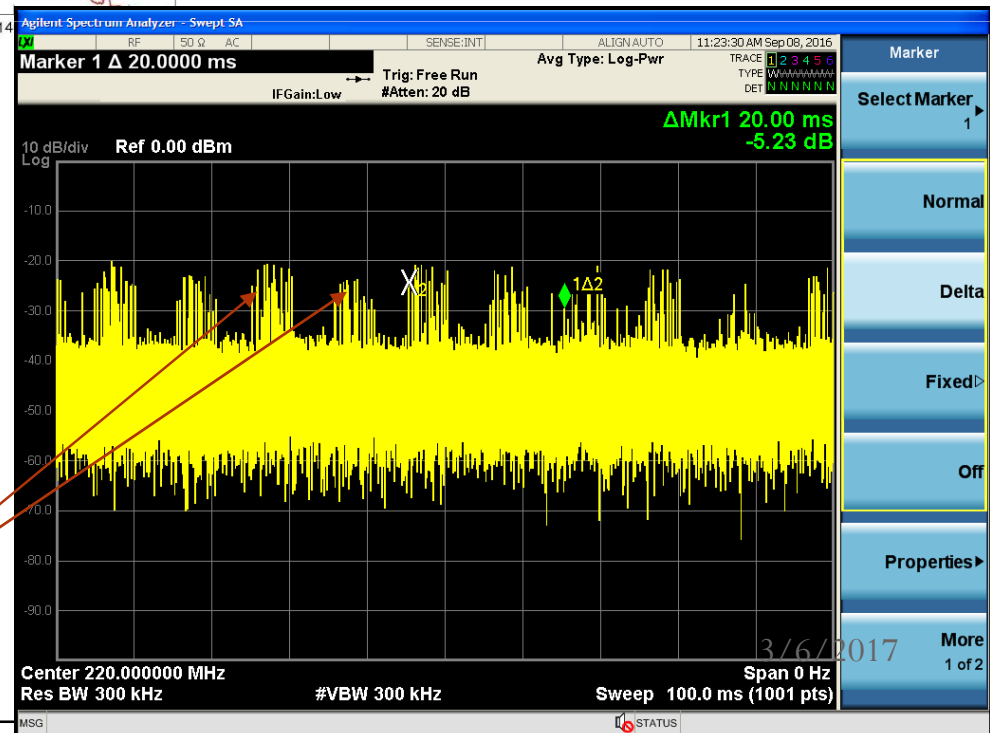 14
Agilent Spectrum Analyzer - Swept SA
LXI RF 50 Ω AC SENSE:INT ALIGN AUTO 11:23:30 AM Sep 08, 2016
Marker 1 Δ 20.0000 ms
Avg Type: Log-Pwr
Trig: Free Run
IFGain:Low #Atten: 20 dB
TRACE 1 2 3 4 5 6
TYPE
DET N N N N N N
ΔMkr1 20.00 ms
-5.23 dB
10 dB/div Ref 0.00 dBm
Log
-10.0
-20.0
-30.0
-40.0
-50.0
-60.0
-70.0
-80.0
-90.0
X2
1Δ2
Center 220.000000 MHz Span 0 Hz
Res BW 300 kHz #VBW 300 kHz Sweep 100.0 ms (1001 pts)
MSG STATUS
Marker
Select Marker
1
Normal
Delta
Fixed
Off
Properties
More
1 of 2
3/6/2017